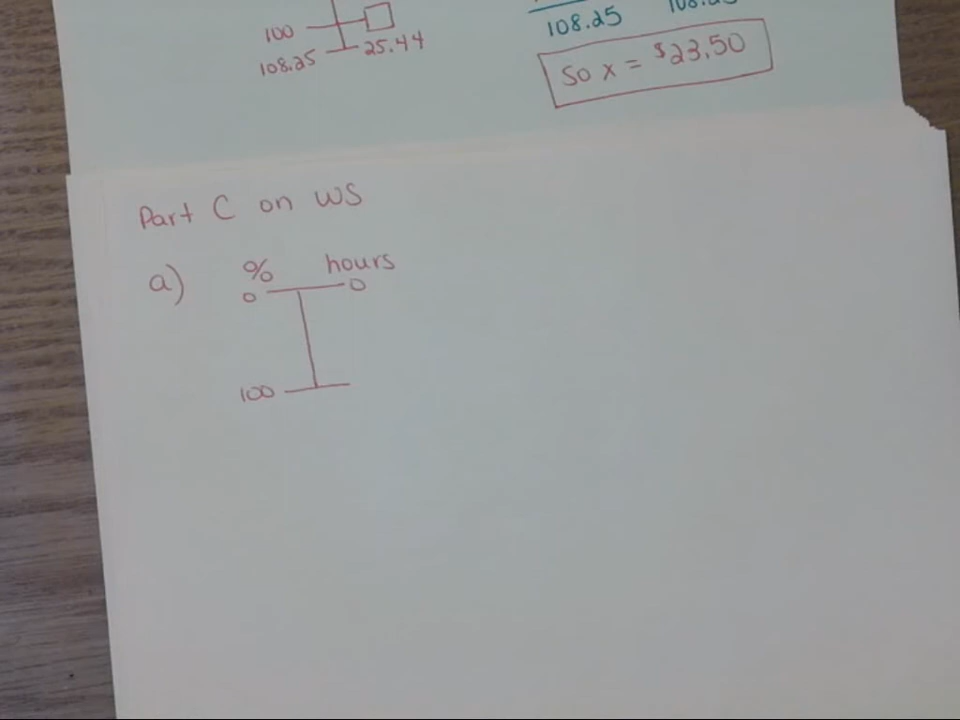 100
108.25 25.44
108.25
So x = $23.50
Part C on WS
a) % hours
0 0
100